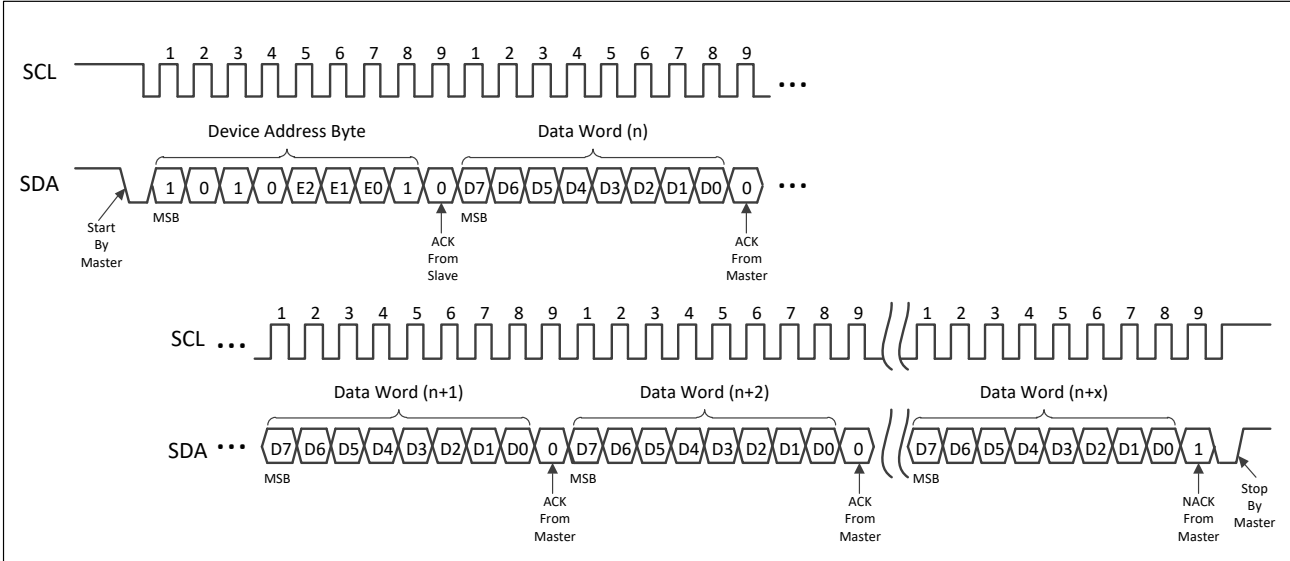 1 2 3 4 5 6 7 8 9 1 2 3 4 5 6 7 8 9
SCL ...
Device Address Byte Data Word (n)
SDA 1 0 1 0 E2 E1 E0 1 0 D7 D6 D5 D4 D3 D2 D1 D0 0 ...
MSB MSB
Start
By
Master
ACK
From
Slave
ACK
From
Master
1 2 3 4 5 6 7 8 9 1 2 3 4 5 6 7 8 9 1 2 3 4 5 6 7 8 9
SCL ...
Data Word (n+1) Data Word (n+2) Data Word (n+x)
SDA ... D7 D6 D5 D4 D3 D2 D1 D0 0 D7 D6 D5 D4 D3 D2 D1 D0 0 D7 D6 D5 D4 D3 D2 D1 D0 1
MSB MSB MSB
ACK
From
Master
ACK
From
Master
NACK
From
Master
Stop
By
Master